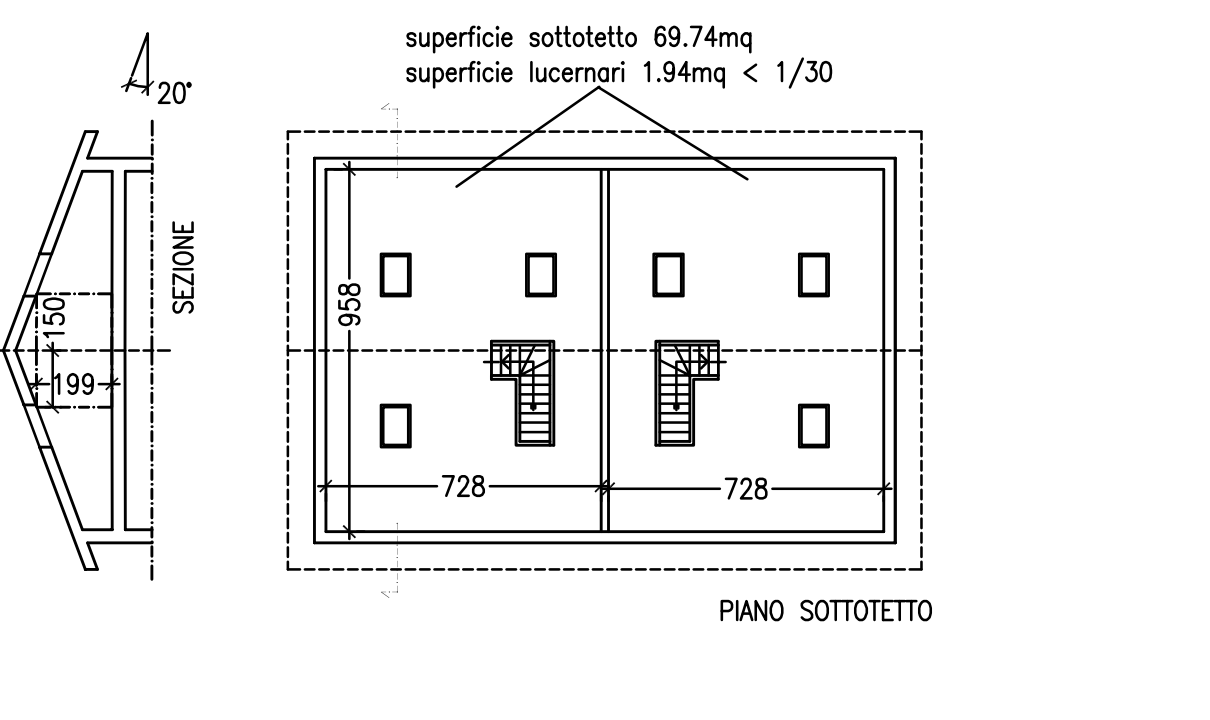 superficie sottotetto 69.74mq
superficie lucernari 1.94mq < 1/30
20°
SEZIONE
150
199
958
728
728
PIANO SOTTOTETTO